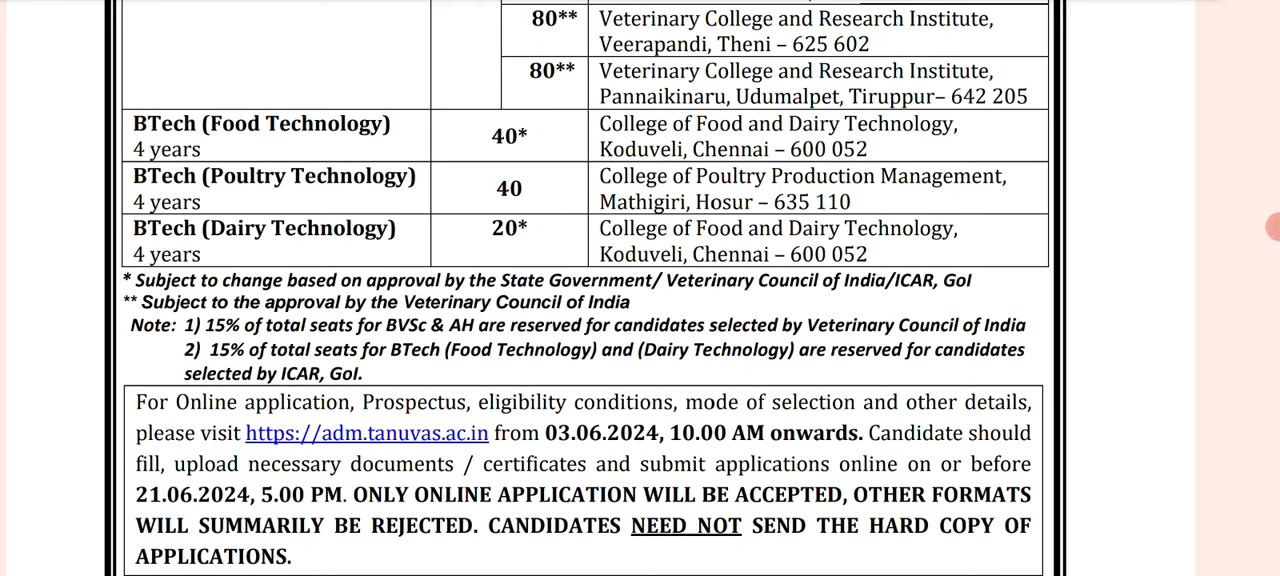 80** Veterinary College and Research Institute,
Veerapandi, Theni – 625 602
80** Veterinary College and Research Institute,
Pannaikinaru, Udumalpet, Tiruppur– 642 205
BTech (Food Technology)
4 years
40*
College of Food and Dairy Technology,
Koduveli, Chennai – 600 052
BTech (Poultry Technology)
4 years
40
College of Poultry Production Management,
Mathigiri, Hosur – 635 110
BTech (Dairy Technology)
4 years
20*
College of Food and Dairy Technology,
Koduveli, Chennai – 600 052
* Subject to change based on approval by the State Government/ Veterinary Council of India/ICAR, GoI
** Subject to the approval by the Veterinary Council of India
Note: 1) 15% of total seats for BVSc & AH are reserved for candidates selected by Veterinary Council of India
2) 15% of total seats for BTech (Food Technology) and (Dairy Technology) are reserved for candidates
selected by ICAR, GoI.
For Online application, Prospectus, eligibility conditions, mode of selection and other details,
please visit https://adm.tanuvas.ac.in from 03.06.2024, 10.00 AM onwards. Candidate should
fill, upload necessary documents / certificates and submit applications online on or before
21.06.2024, 5.00 PM. ONLY ONLINE APPLICATION WILL BE ACCEPTED, OTHER FORMATS
WILL SUMMARILY BE REJECTED. CANDIDATES NEED NOT SEND THE HARD COPY OF
APPLICATIONS.